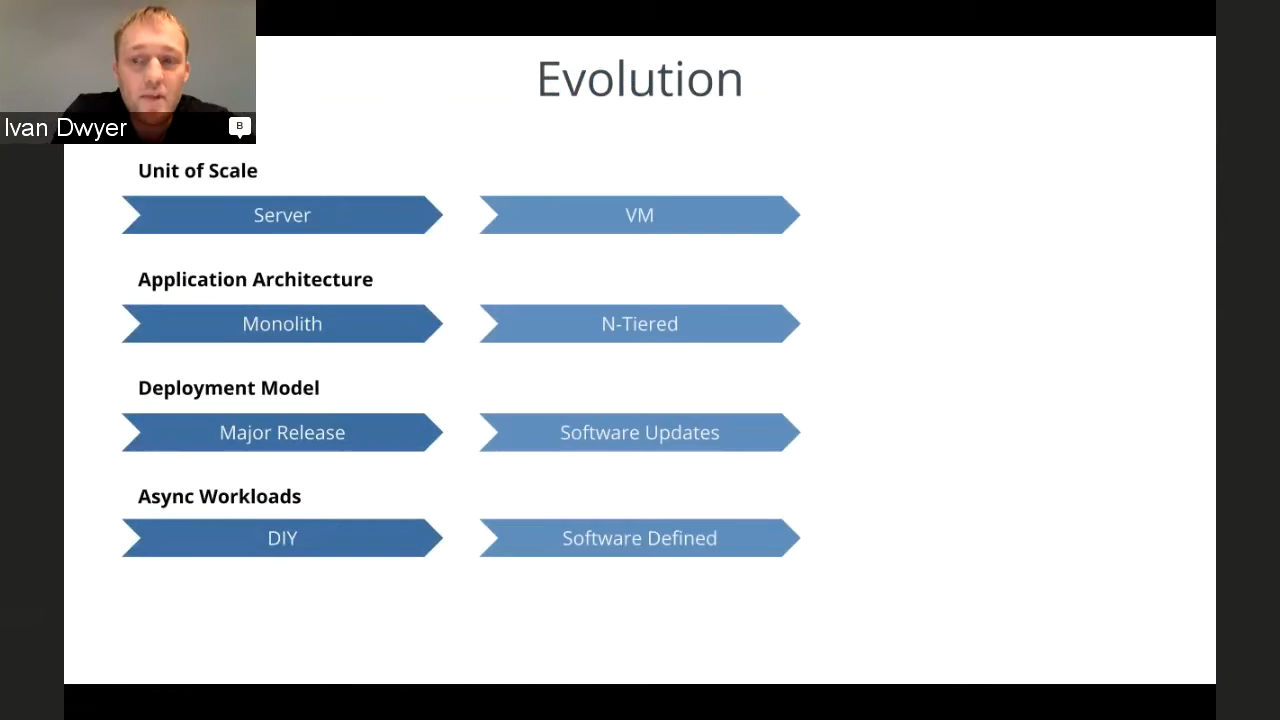 Ivan Dwyer
B
Evolution
Unit of Scale
Server
VM
Application Architecture
Monolith
N-Tiered
Deployment Model
Major Release
Software Updates
Async Workloads
DIY
Software Defined